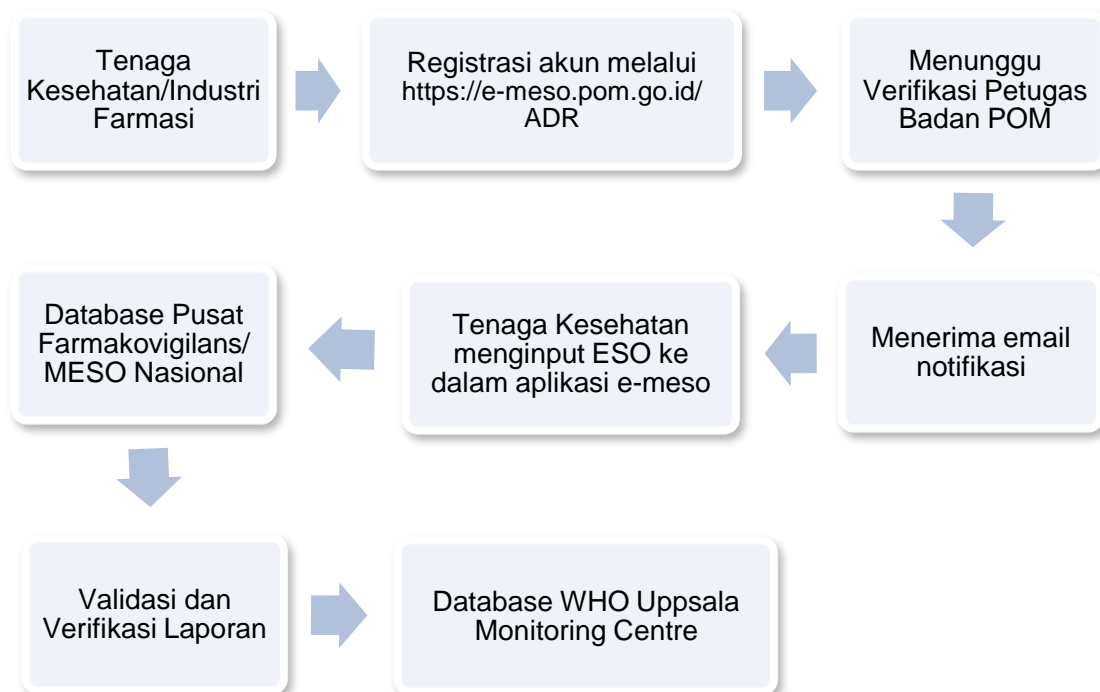 Tenaga
Kesehatan/Industri
Farmasi
Registrasi akun melalui
https://e-meso.pom.go.id/
ADR
Menunggu
Verifikasi Petugas
Badan POM
Menerima email
notifikasi
Tenaga Kesehatan
menginput ESO ke
dalam aplikasi e-meso
Database Pusat
Farmakovigilans/
MESO Nasional
Validasi dan
Verifikasi Laporan
Database WHO Uppsala
Monitoring Centre